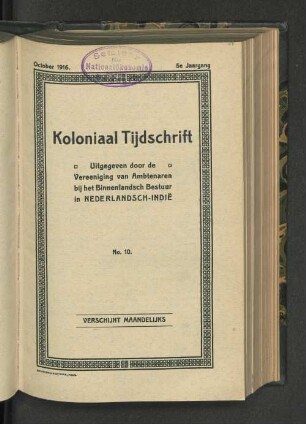 October 1916. 5e Jaargang
Koloniaal Tijdschrift
Uitgegeven door de
Vereeniging van Ambtenaren
bij het Binnenlandsch Bestuur
in NEDERLANDSCH-INDIË
No. 10.
VERSCHIJNT MAANDELIJKS